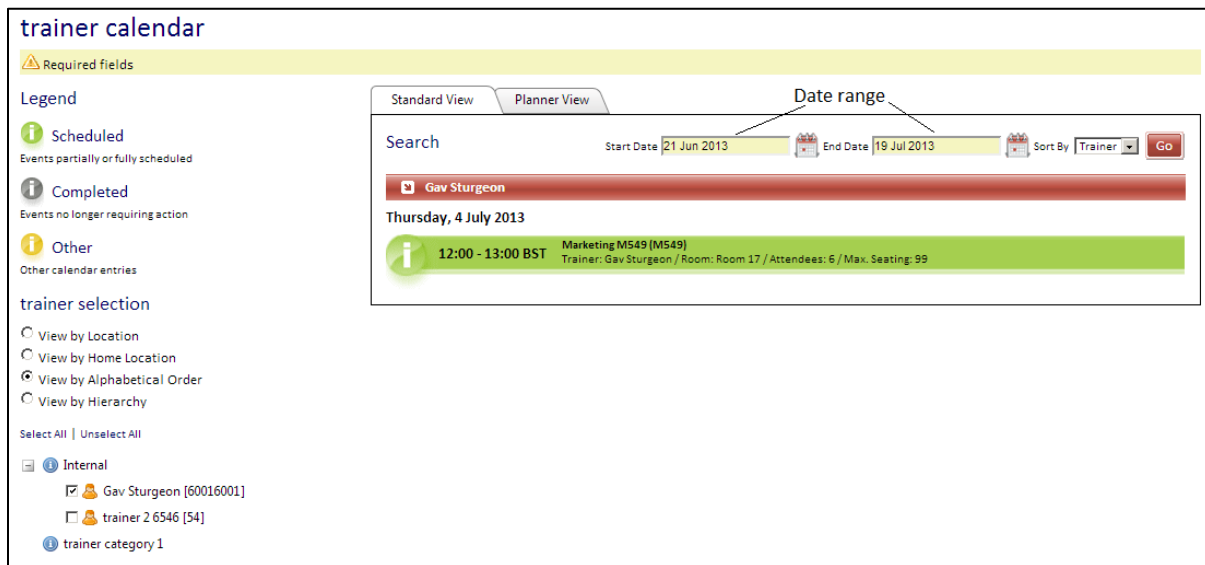 trainer calendar
Required fields
Legend
Scheduled
Events partially or fully scheduled
Completed
Events no longer requiring action
Other
Other calendar entries
trainer selection
View by Location
View by Home Location
View by Alphabetical Order
View by Hierarchy
Select All | Unselect All
Internal
Gav Sturgeon [60016001]
trainer 2 6546 [54]
trainer category 1
Standard View Planner View Date range
Search Start Date 21 Jun 2013 End Date 19 Jul 2013 Sort By Trainer Go
Gav Sturgeon
Thursday, 4 July 2013
12:00 - 13:00 BST Marketing M549 (M549)
Trainer: Gav Sturgeon / Room: Room 17 / Attendees: 6 / Max. Seating: 99